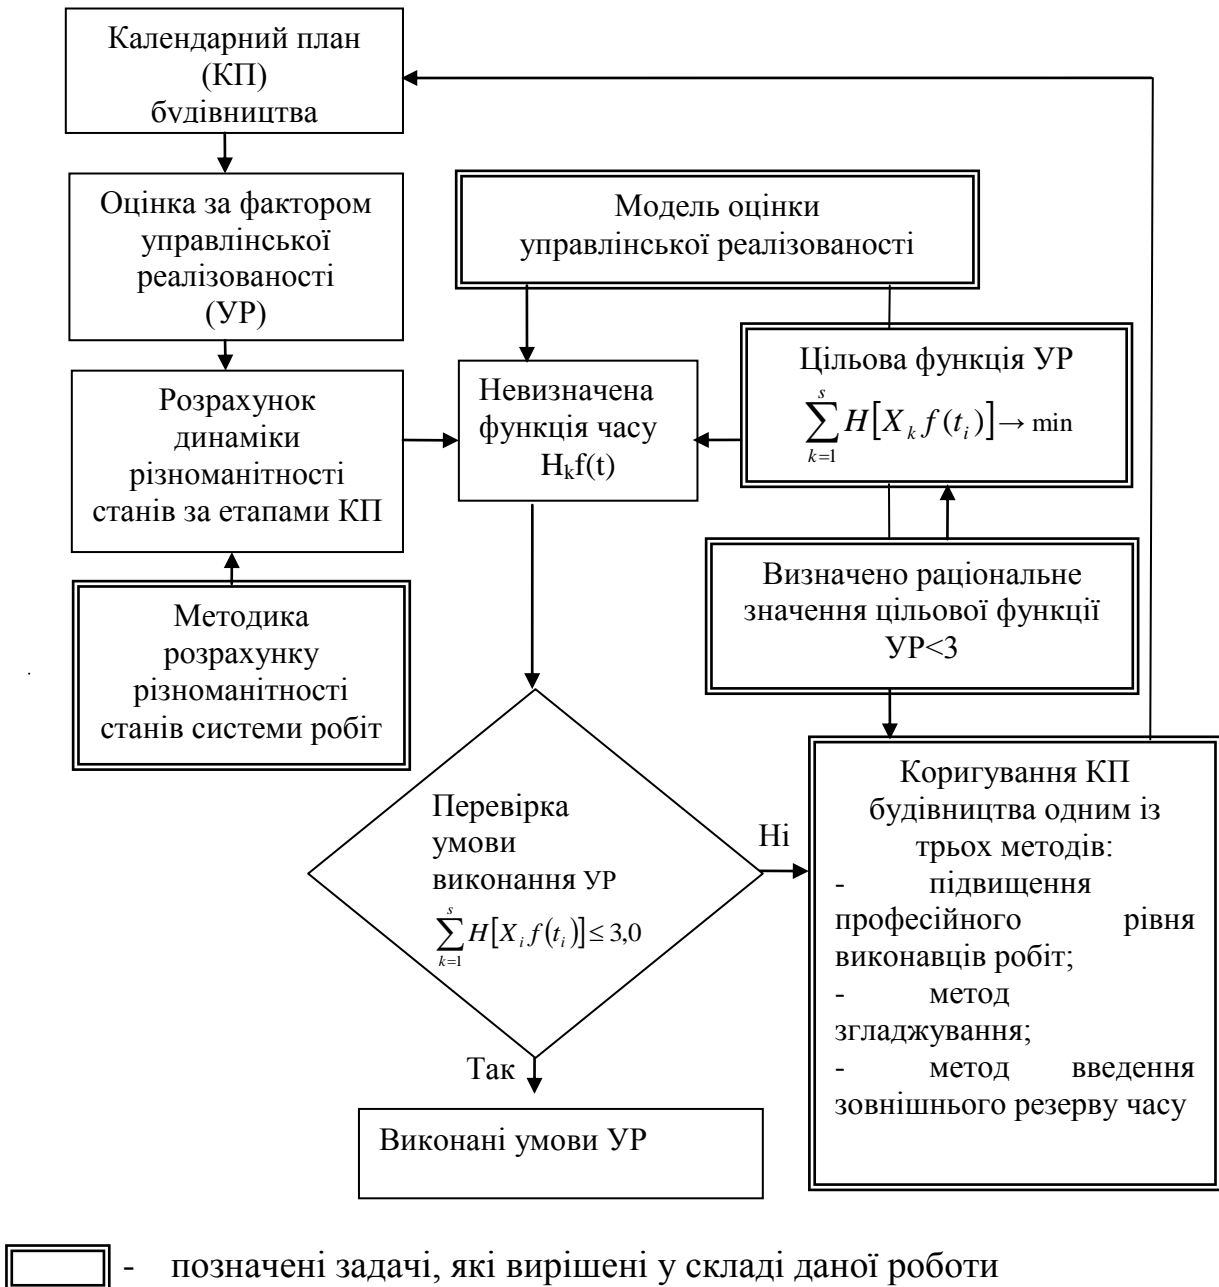 Календарний план
(КП)
будівництва
Оцінка за фактором
управлінської
реалізованості
(УР)
Модель оцінки
управлінської реалізованості
Розрахунок
динаміки
різноманітності
станів за етапами КП
Невизначена
функція часу
Hₖf(t)
Цільова функція УР
s
∑ H[X_k f(t_i)] → min
k=1
Методика
розрахунку
різноманітності
станів системи робіт
Визначено раціональне
значення цільової функції
УР<3
Перевірка
умови
виконання УР
s
∑ H[X_i f(t_i)] ≤ 3,0
k=1
Ні
Так
Коригування КП
будівництва одним із
трьох методів:
- підвищення
професійного рівня
виконавців робіт;
- метод
згладжування;
- метод введення
зовнішнього резерву часу
Виконані умови УР
- позначені задачі, які вирішені у складі даної роботи